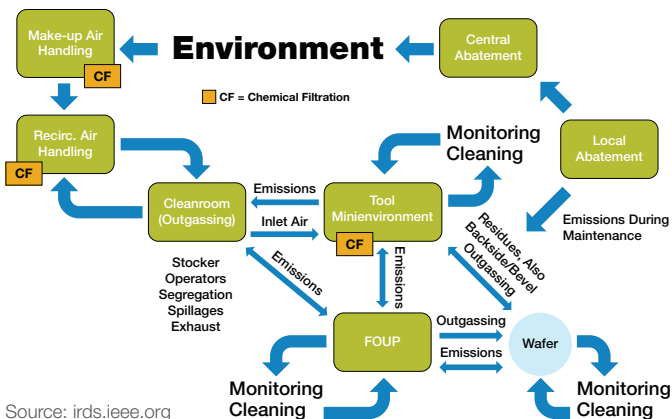 Make-up Air
Handling
CF
Environment
Central
Abatement
CF = Chemical Filtration
Recirc. Air
Handling
CF
Monitoring
Cleaning
Local
Abatement
Cleanroom
(Outgassing)
Emissions
Inlet Air
Tool
Minienvironment
CF
Emissions During
Maintenance
Residues, Also
Backside/Bevel
Outgassing
Stocker
Operators
Segregation
Spillages
Exhaust
Emissions
Emissions
FOUP
Outgassing
Emissions
Wafer
Monitoring
Cleaning
Monitoring
Cleaning
Source: irds.ieee.org